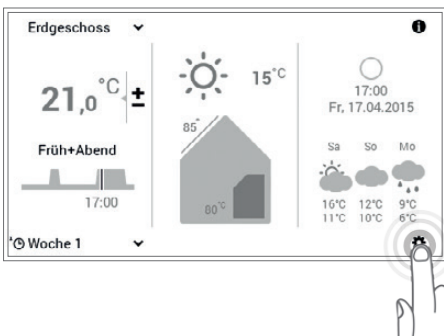 Erdgeschoss
21,0 °C ±
Früh+Abend
17:00
Woche 1
15°C
85°
80°C
17:00
Fr, 17.04.2015
Sa So Mo
16°C 12°C 9°C
11°C 10°C 6°C